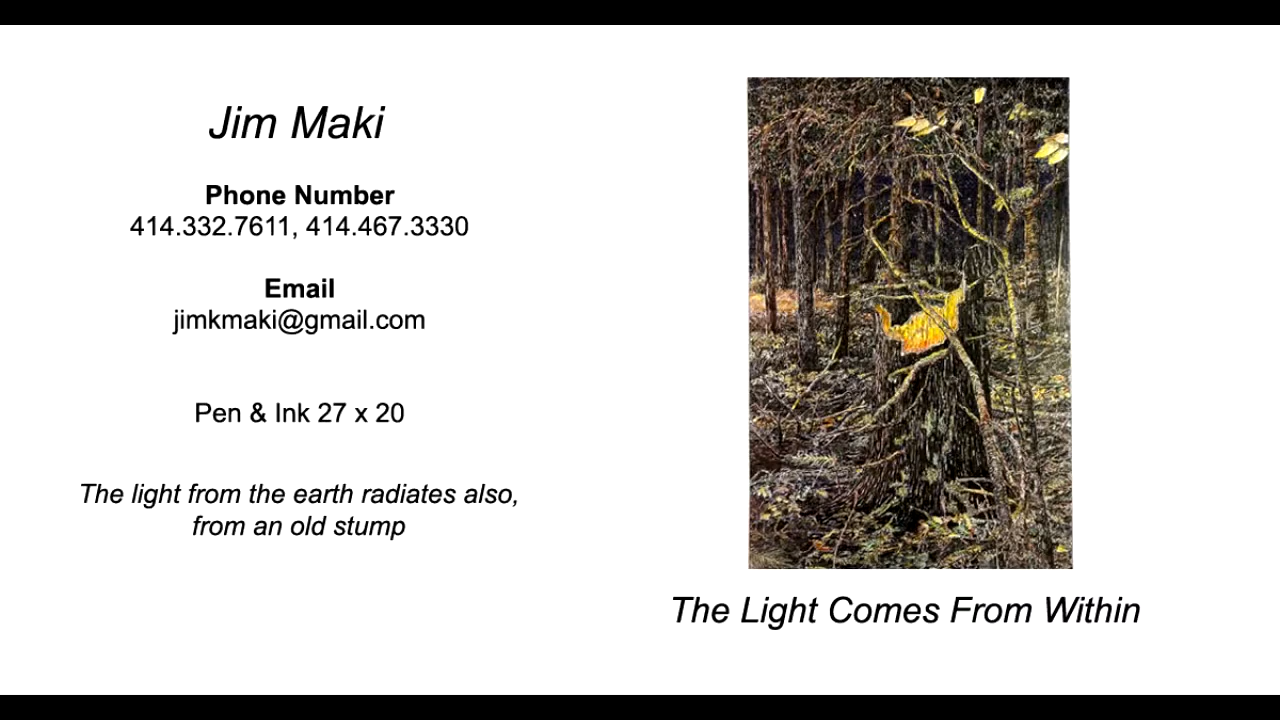 Jim Maki
Phone Number
414.332.7611, 414.467.3330
Email
jimkmaki@gmail.com
Pen & Ink 27 x 20
The light from the earth radiates also,
from an old stump
The Light Comes From Within